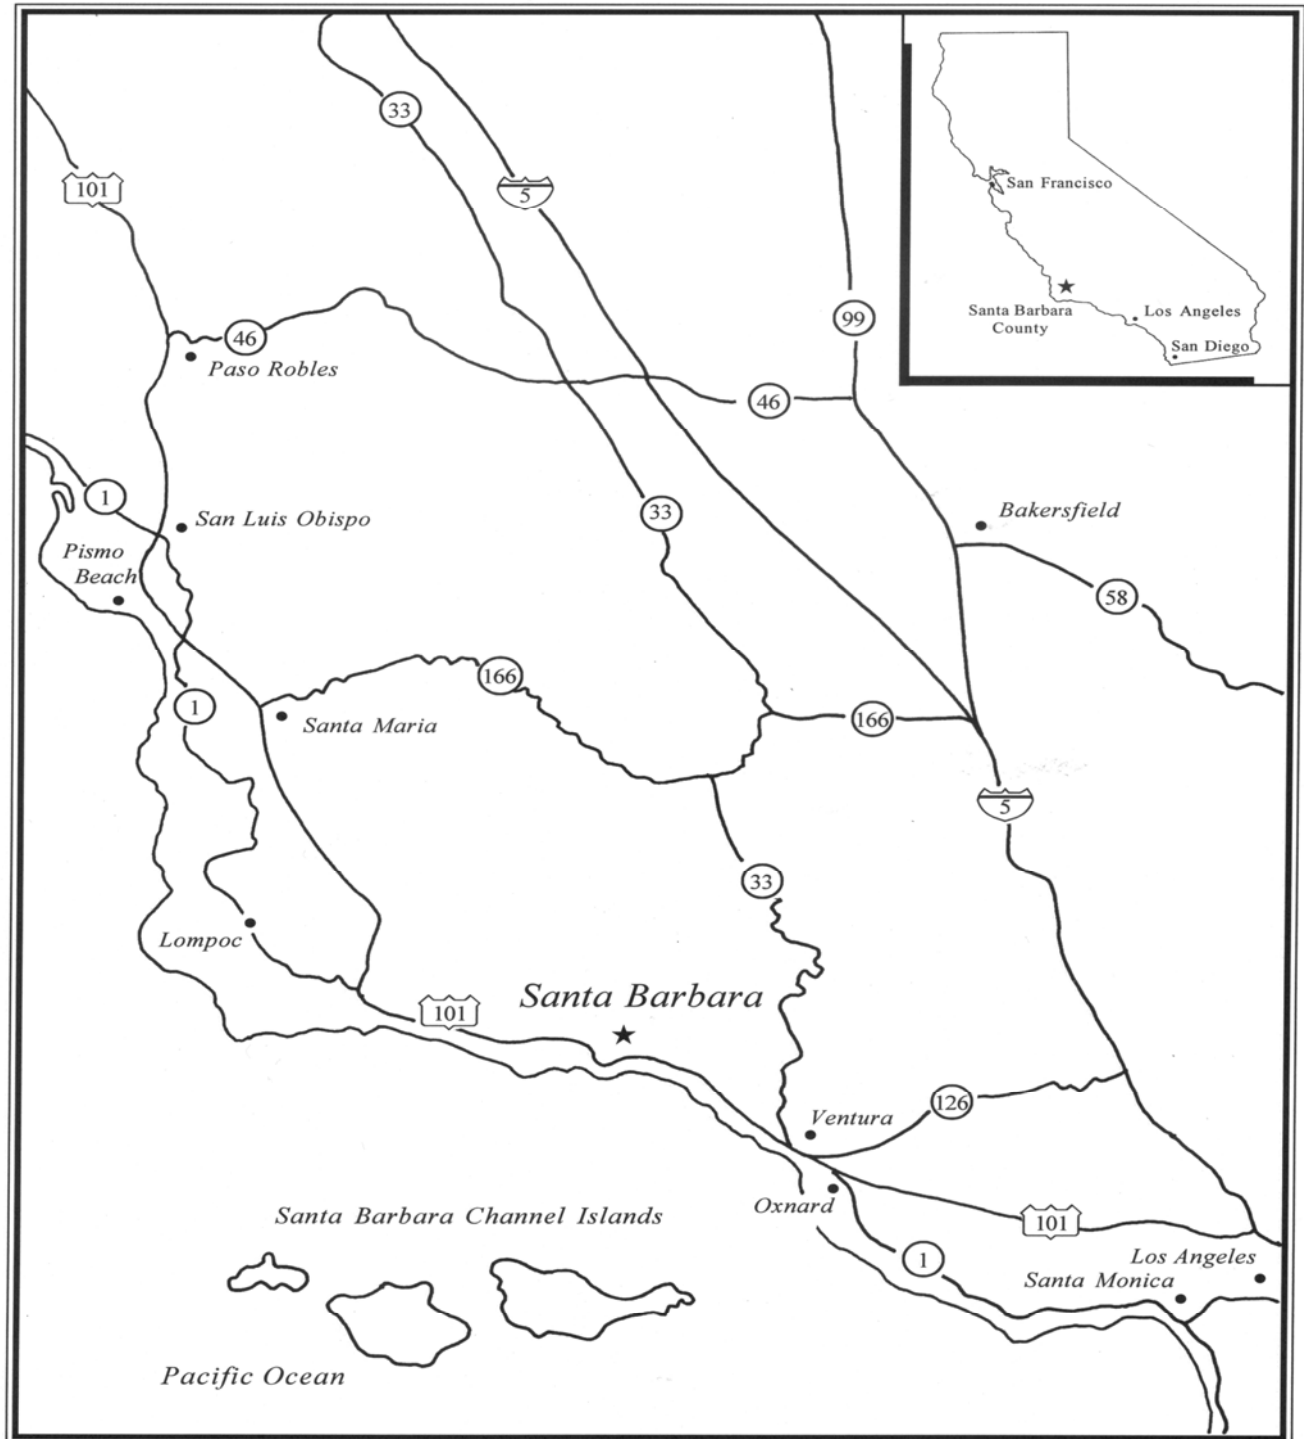 33
101
5
San Francisco
Santa Barbara
County
Los Angeles
San Diego
99
46
Paso Robles
46
1
San Luis Obispo
33
Bakersfield
Pismo
Beach
58
166
1
Santa Maria
166
5
33
Lompoc
Santa Barbara
101
126
Ventura
Oxnard
Santa Barbara Channel Islands
101
1
Los Angeles
Santa Monica
Pacific Ocean